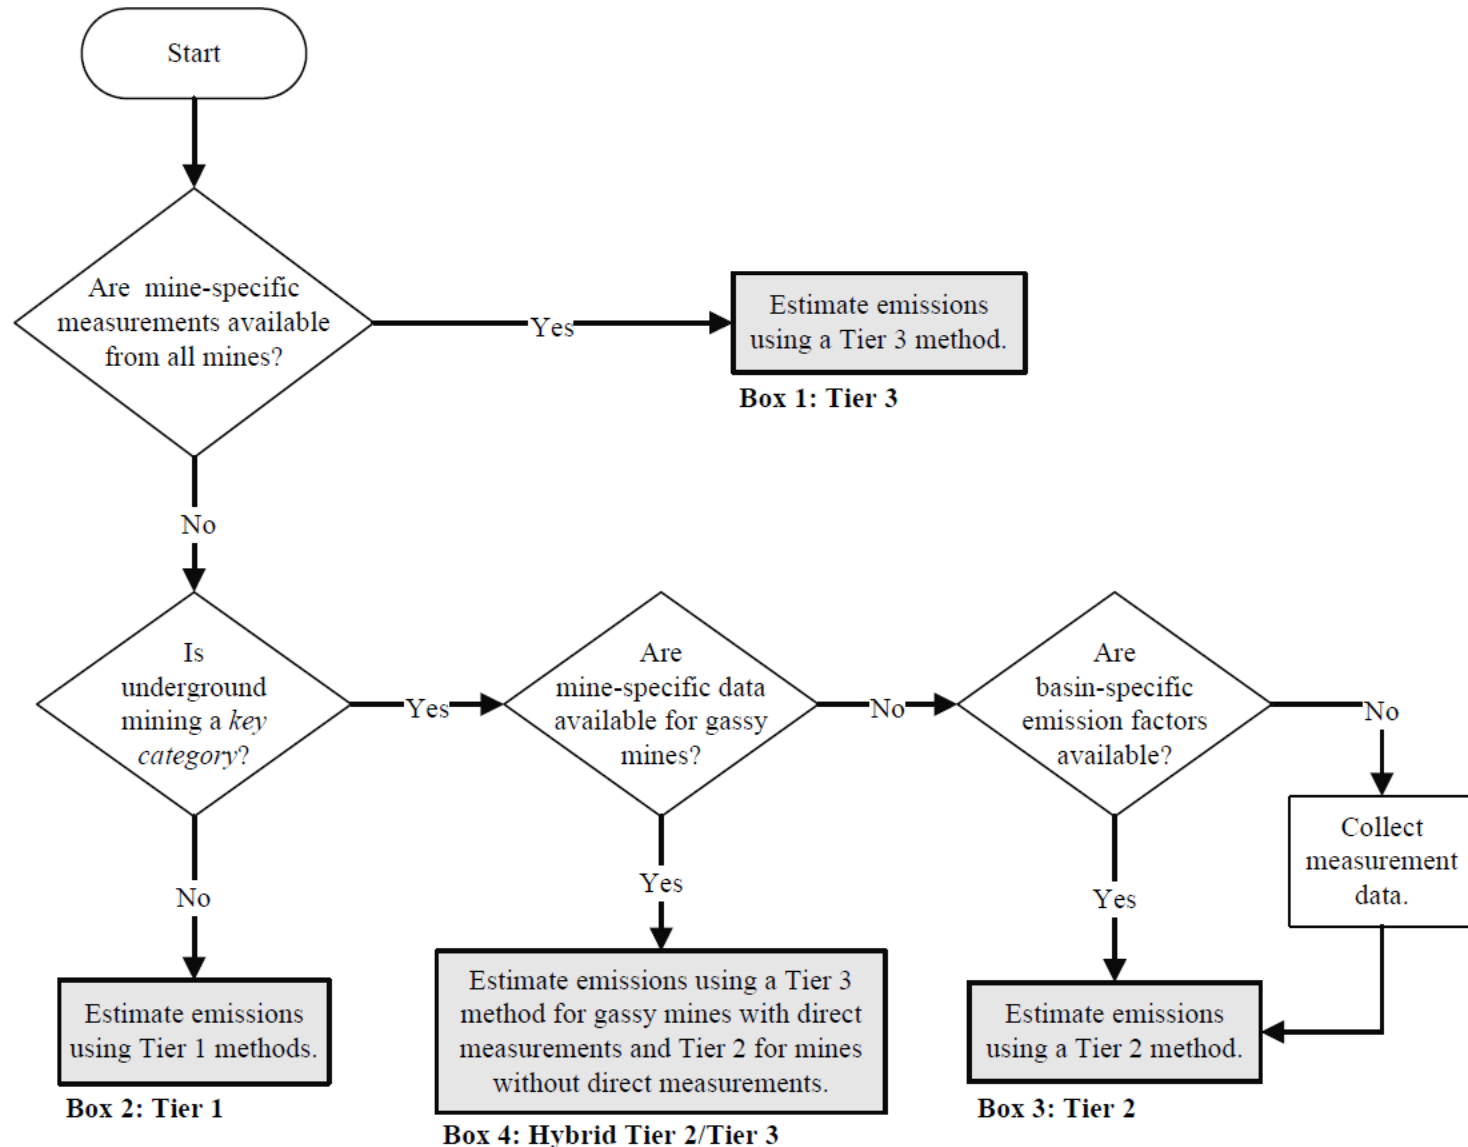 Start
Are mine-specific
measurements available
from all mines?
Yes
Estimate emissions
using a Tier 3 method.
Box 1: Tier 3
No
Is
underground
mining a key
category?
Yes
Are
mine-specific data
available for gassy
mines?
No
Are
basin-specific
emission factors
available?
No
Collect
measurement
data.
No
Yes
Yes
Estimate emissions
using Tier 1 methods.
Box 2: Tier 1
Estimate emissions using a Tier 3
method for gassy mines with direct
measurements and Tier 2 for mines
without direct measurements.
Box 4: Hybrid Tier 2/Tier 3
Estimate emissions
using a Tier 2 method.
Box 3: Tier 2